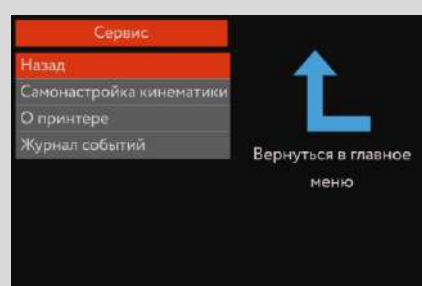 Сервис
Назад
Самонастройка кинематики
О принтере
Журнал событий
Вернуться в главное
меню